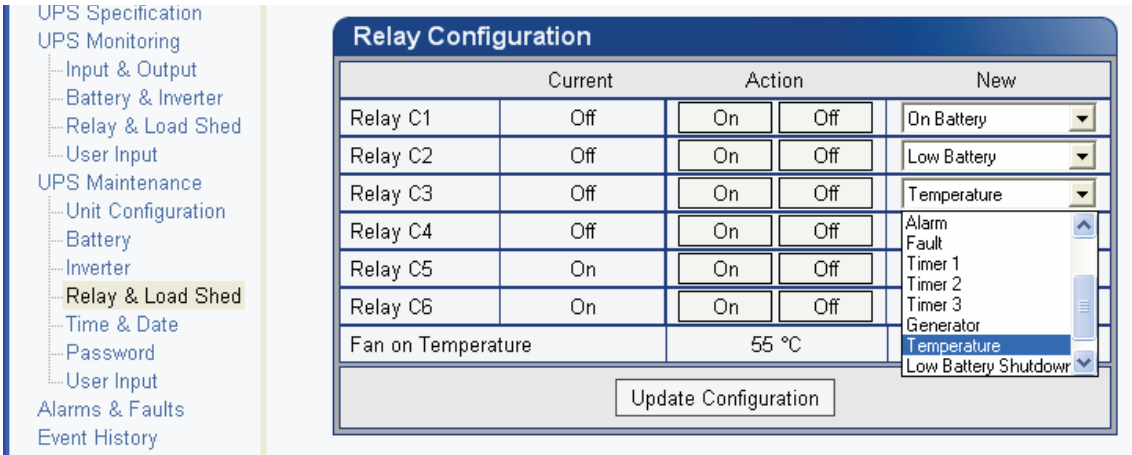 UPS Specification
UPS Monitoring
Input & Output
Battery & Inverter
Relay & Load Shed
User Input
UPS Maintenance
Unit Configuration
Battery
Inverter
Relay & Load Shed
Time & Date
Password
User Input
Alarms & Faults
Event History
Relay Configuration
Current Action New
Relay C1 Off On Off On Battery
Relay C2 Off On Off Low Battery
Relay C3 Off On Off Temperature
Relay C4 Off On Off
Relay C5 On On Off
Relay C6 On On Off
Fan on Temperature 55 °C
Alarm
Fault
Timer 1
Timer 2
Timer 3
Generator
Temperature
Low Battery Shutdown
Update Configuration